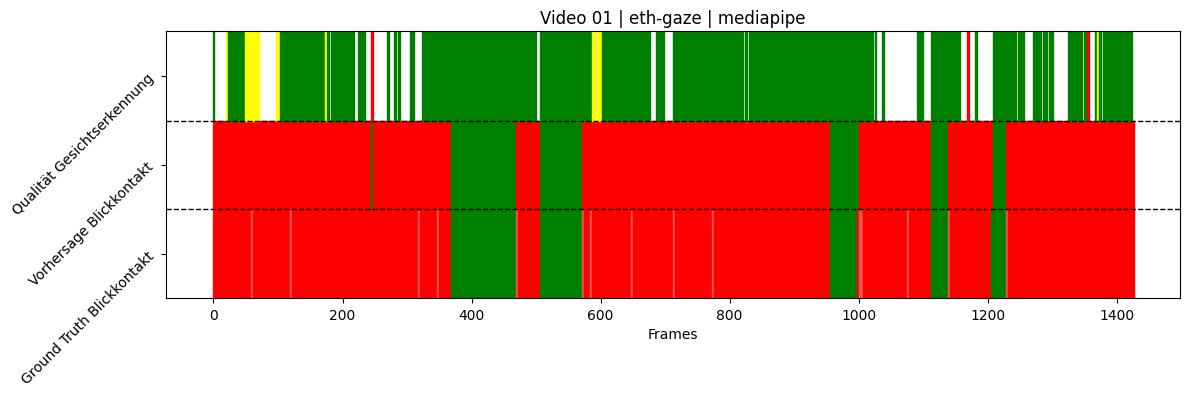 Video 01 | eth-gaze | mediapipe
Qualität Gesichtserkennung
Vorhersage Blickkontakt
Ground Truth Blickkontakt
0 200 400 600 800 1000 1200 1400
Frames